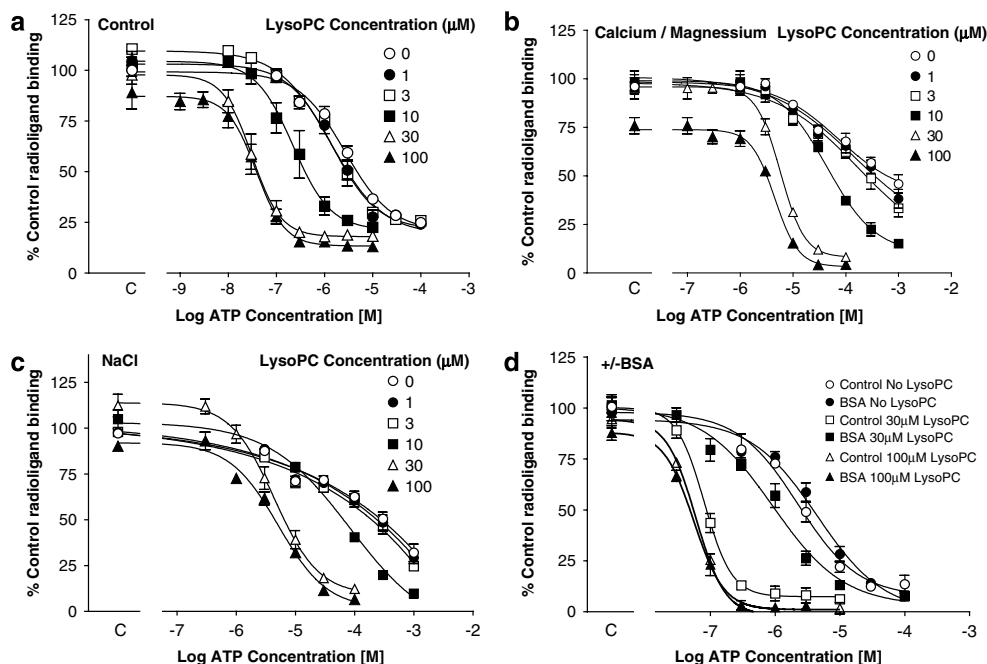 a
Control
LysoPC Concentration (µM)
0
1
3
10
30
100
% Control radioligand binding
125
100
75
50
25
0
C
-9
-8
-7
-6
-5
-4
-3
Log ATP Concentration [M]
b
Calcium / Magnessium
LysoPC Concentration (µM)
0
1
3
10
30
100
% Control radioligand binding
125
100
75
50
25
0
C
-7
-6
-5
-4
-3
-2
Log ATP Concentration [M]
c
NaCl
LysoPC Concentration (µM)
0
1
3
10
30
100
% Control radioligand binding
125
100
75
50
25
0
C
-7
-6
-5
-4
-3
-2
Log ATP Concentration [M]
d
+/-BSA
Control No LysoPC
BSA No LysoPC
Control 30µM LysoPC
BSA 30µM LysoPC
Control 100µM LysoPC
BSA 100µM LysoPC
% Control radioligand binding
125
100
75
50
25
0
C
-7
-6
-5
-4
-3
Log ATP Concentration [M]